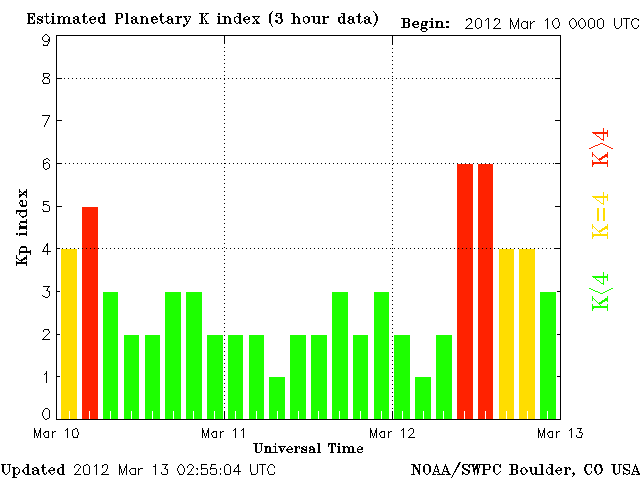 Estimated Planetary K index (3 hour data) Begin: 2012 Mar 10 0000 UTC
9
8
7
6
5
4
3
2
1
0
Kp index
K>4
K=4
K<4
Mar 10 Mar 11 Mar 12 Mar 13
Universal Time
Updated 2012 Mar 13 02:55:04 UTC NOAA/SWPC Boulder, CO USA